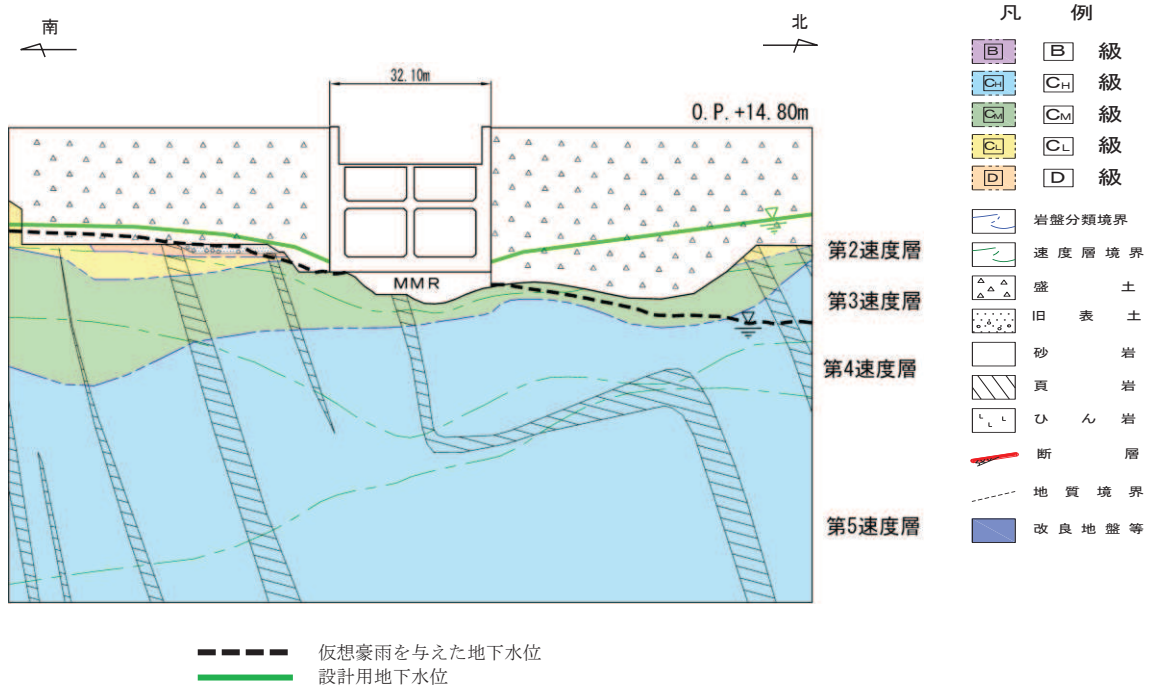 南
北
32.10m
O.P.+14.80m
MMR
第2速度層
第3速度層
第4速度層
第5速度層
凡 例
B B 級
CH CH 級
CM CM 級
CL CL 級
D D 級
岩盤分類境界
速度層境界
盛土
旧表土
砂岩
頁岩
ひん岩
断層
地質境界
改良地盤等
仮想豪雨を与えた地下水位
設計用地下水位